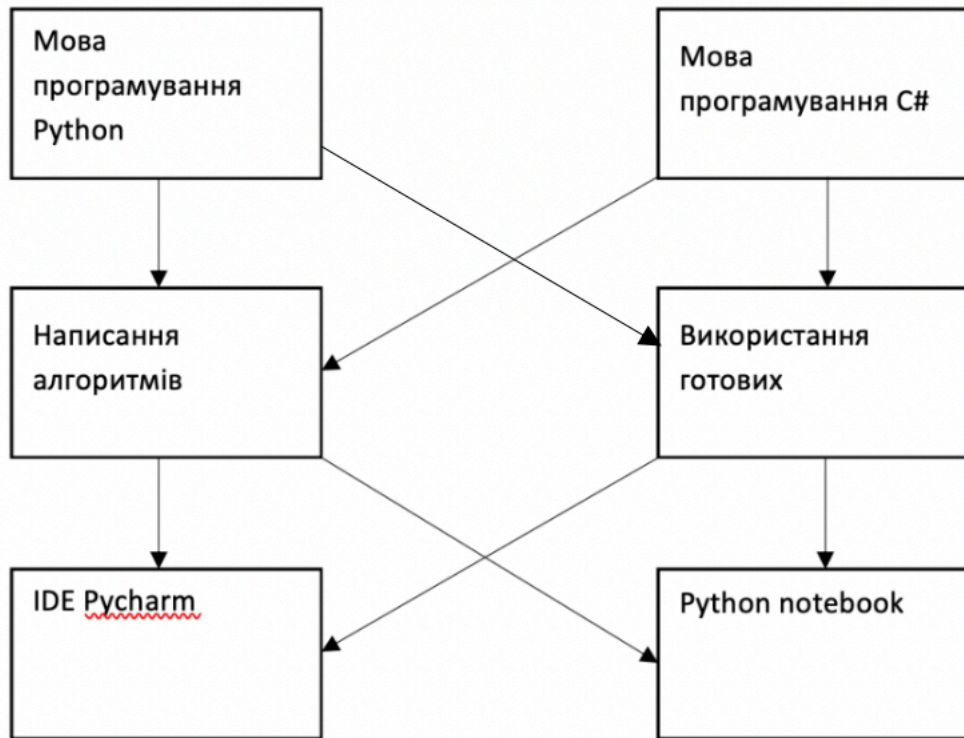 Мова
програмування
Python
Мова
програмування C#
Написання
алгоритмів
Використання
готових
IDE Pycharm
Python notebook